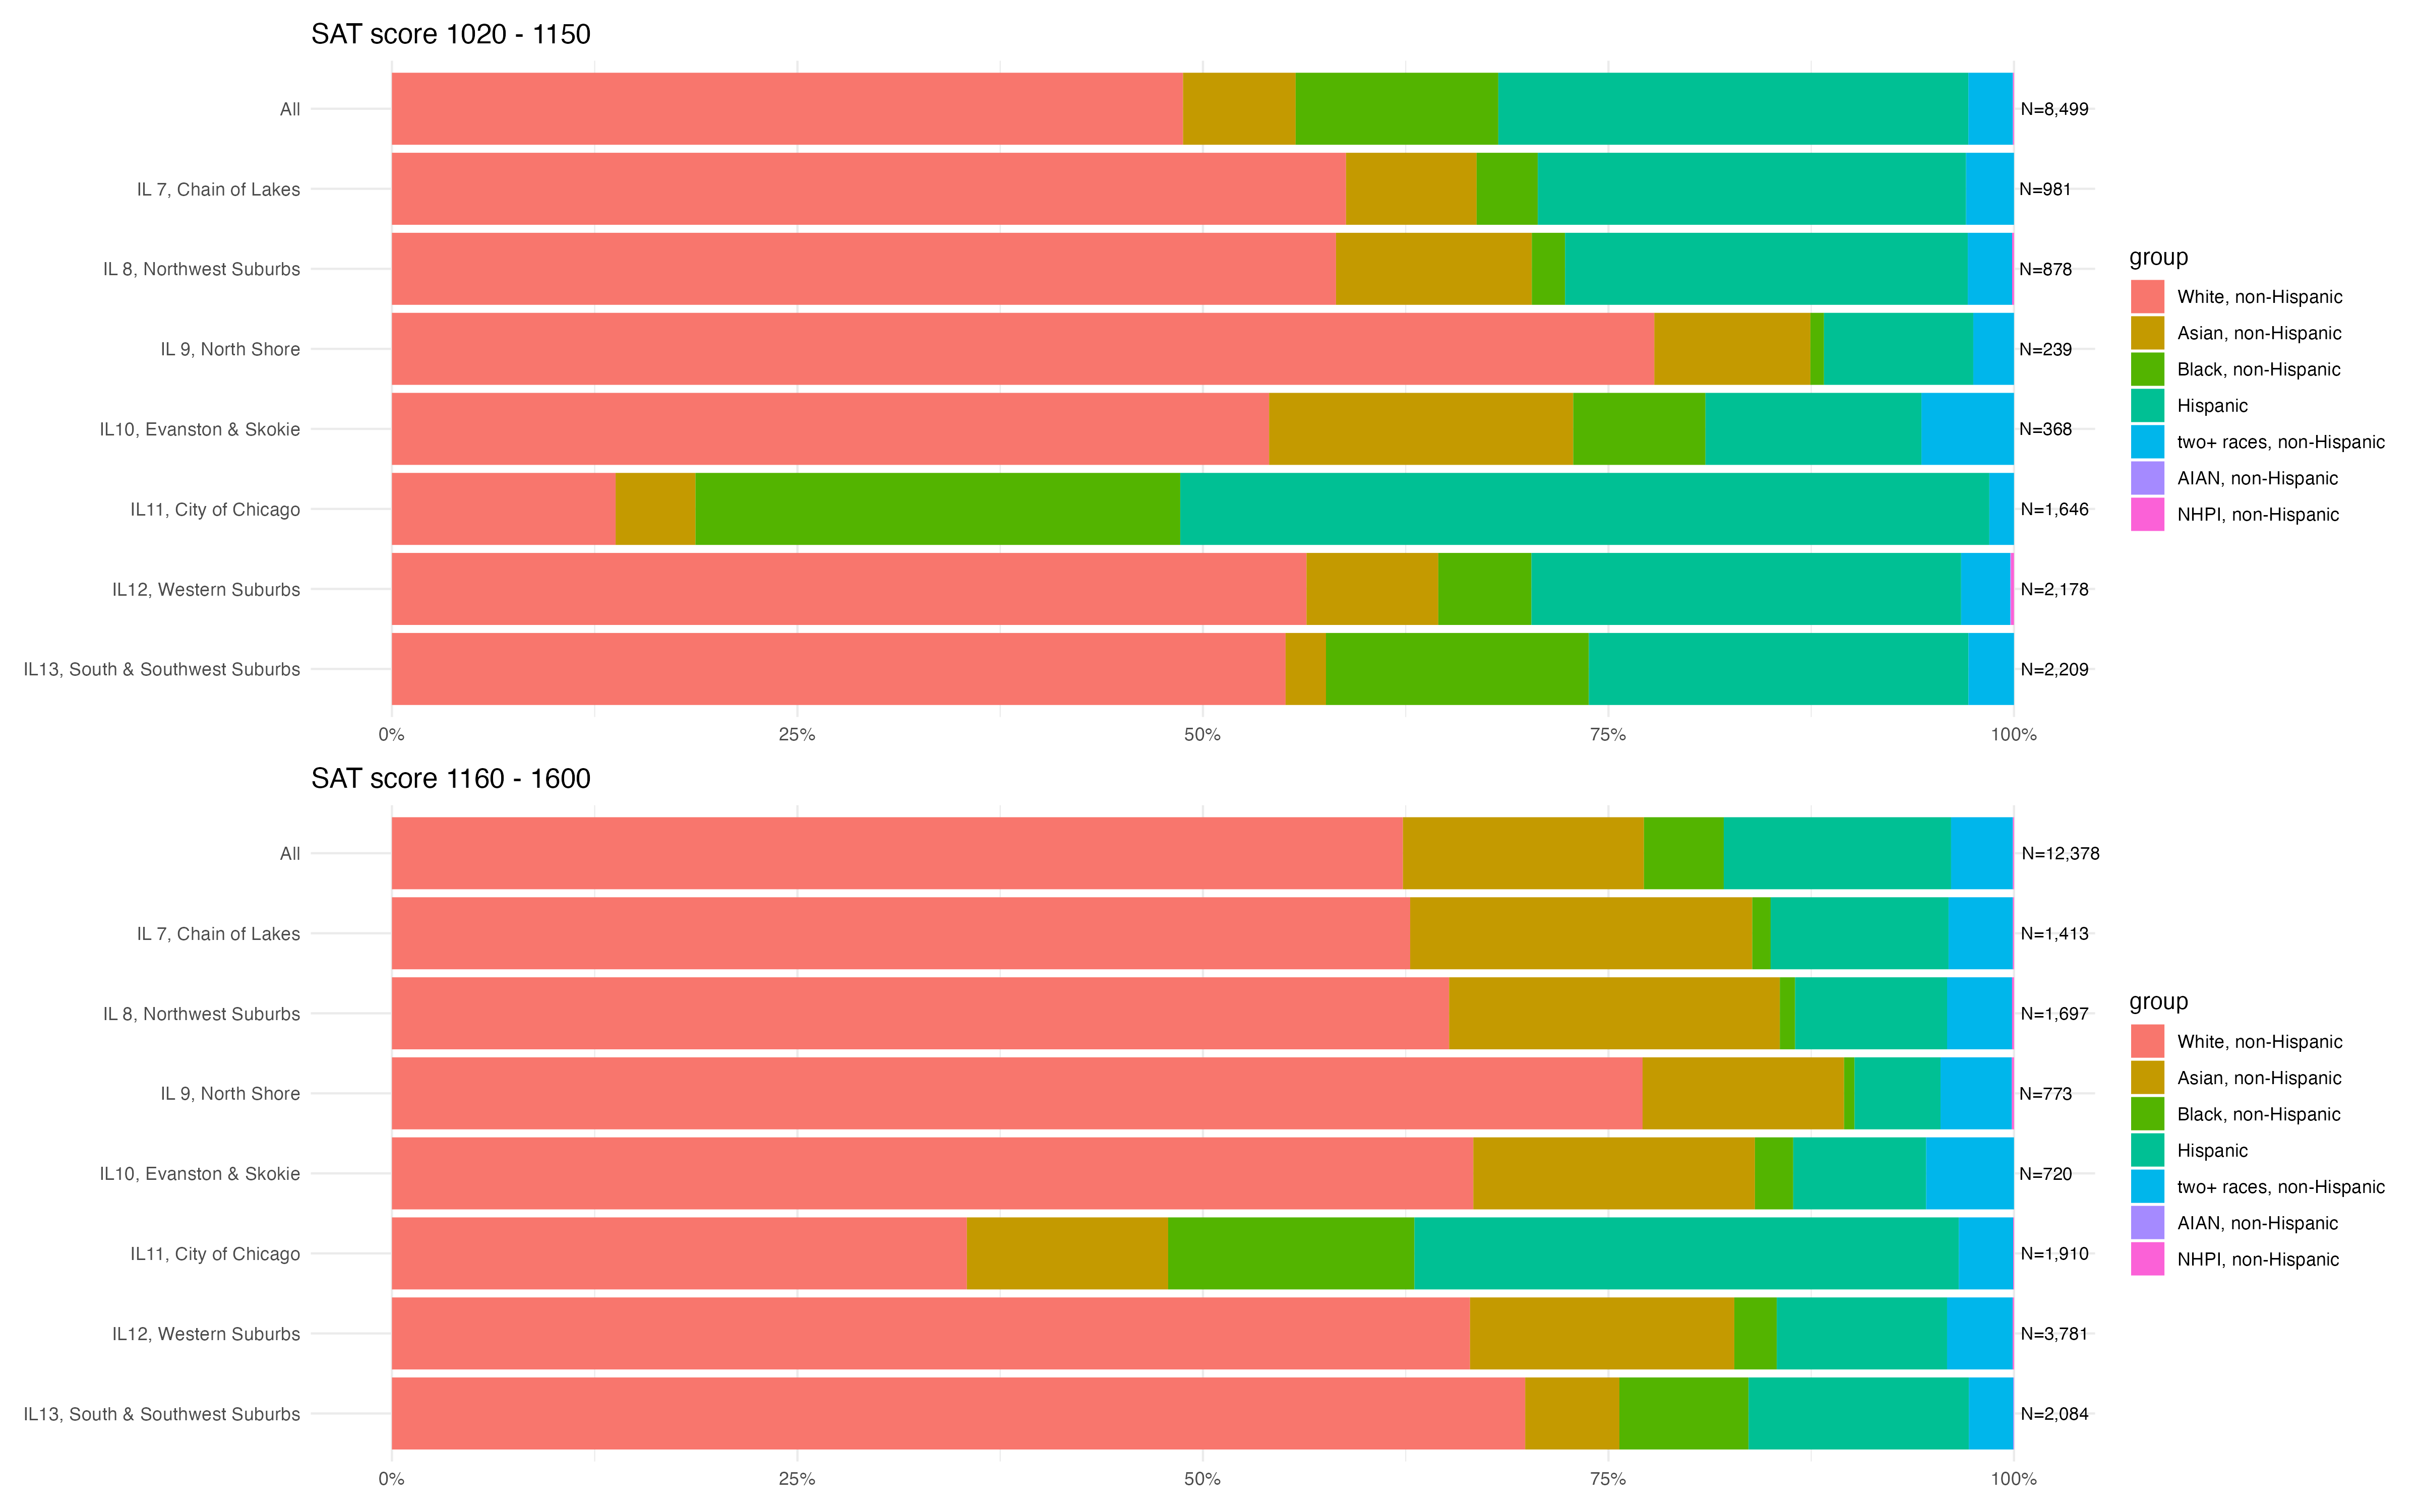 SAT score 1020 - 1150
All
N=8,499
IL 7, Chain of Lakes
N=981
IL 8, Northwest Suburbs
N=878
IL 9, North Shore
N=239
IL10, Evanston & Skokie
N=368
IL11, City of Chicago
N=1,646
IL12, Western Suburbs
N=2,178
IL13, South & Southwest Suburbs
N=2,209
0% 25% 50% 75% 100%
group
White, non-Hispanic
Asian, non-Hispanic
Black, non-Hispanic
Hispanic
two+ races, non-Hispanic
AIAN, non-Hispanic
NHPI, non-Hispanic
SAT score 1160 - 1600
All
N=12,378
IL 7, Chain of Lakes
N=1,413
IL 8, Northwest Suburbs
N=1,697
IL 9, North Shore
N=773
IL10, Evanston & Skokie
N=720
IL11, City of Chicago
N=1,910
IL12, Western Suburbs
N=3,781
IL13, South & Southwest Suburbs
N=2,084
0% 25% 50% 75% 100%
group
White, non-Hispanic
Asian, non-Hispanic
Black, non-Hispanic
Hispanic
two+ races, non-Hispanic
AIAN, non-Hispanic
NHPI, non-Hispanic